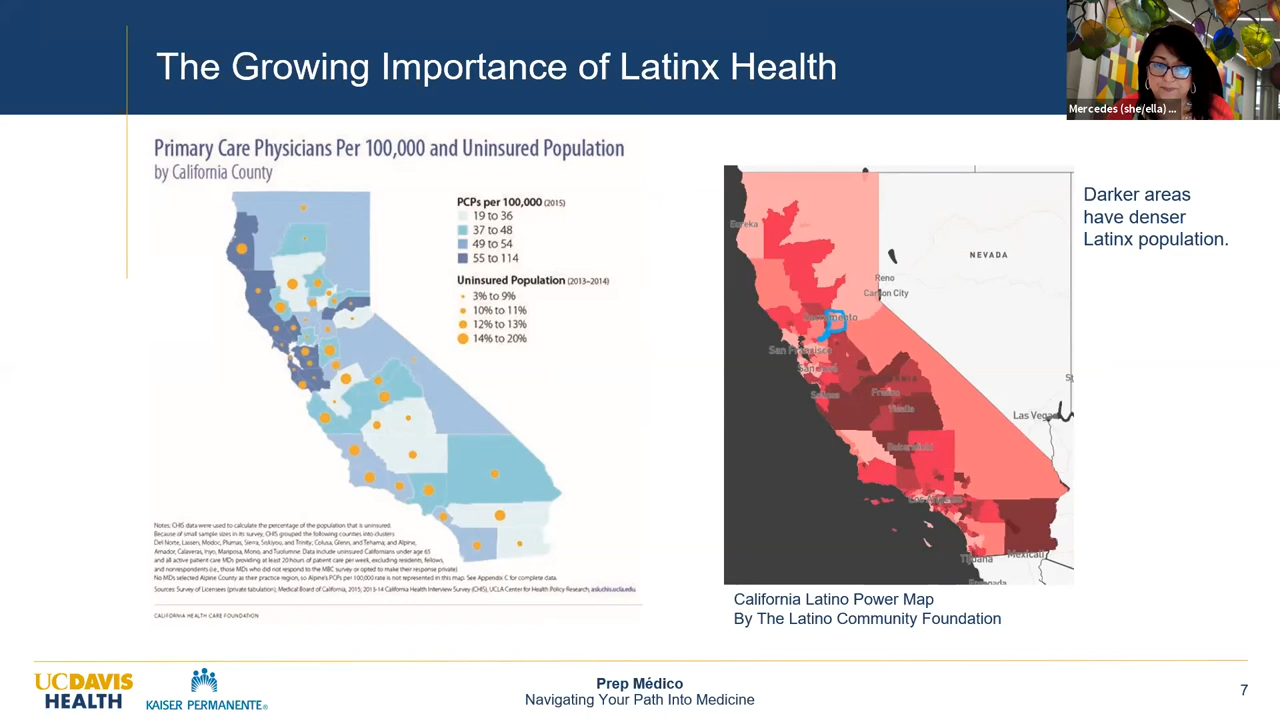 The Growing Importance of Latinx Health
Mercedes (she/ella) ...
Primary Care Physicians Per 100,000 and Uninsured Population
by California County
PCPs per 100,000 (2015)
19 to 36
37 to 48
49 to 54
55 to 114
Uninsured Population (2013–2014)
3% to 9%
10% to 11%
12% to 13%
14% to 20%
Notes: CHIS data were used to calculate the percentage of the population that is uninsured.
Because of small sample sizes in its survey, CHIS grouped the following counties into clusters
Del Norte, Lassen, Modoc, Plumas, Sierra, Siskiyou, and Trinity; Colusa, Glenn, and Tehama; and Alpine,
Amador, Calaveras, Inyo, Mariposa, Mono, and Tuolumne. Data include uninsured Californians under age 65
and all active patient care MDs providing at least 20 hours of patient care per week, excluding residents, fellows,
and nonrespondents (i.e., those MDs who did not respond to the MBC survey or opted to make their response private).
No MDs selected Alpine County as their practice region, so Alpine's PCPs per 100,000 rate is not represented in this map. See Appendix C for complete data.
Sources: Survey of Licensees (private tabulation), Medical Board of California, 2015; 2013-14 California Health Interview Survey (CHIS), UCLA Center for Health Policy Research, ask.chis.ucla.edu.
CALIFORNIA HEALTH CARE FOUNDATION
Eureka
NEVADA
Reno
Carson City
Sacramento
San Francisco
San Jose
Salinas
Fresno
Visalia
Las Vegas
Bakersfield
Los Angeles
Tijuana
Mexicali
Ensenada
Darker areas
have denser
Latinx population.
California Latino Power Map
By The Latino Community Foundation
UCDAVIS
HEALTH
KAISER PERMANENTE®
Prep Médico
Navigating Your Path Into Medicine
7